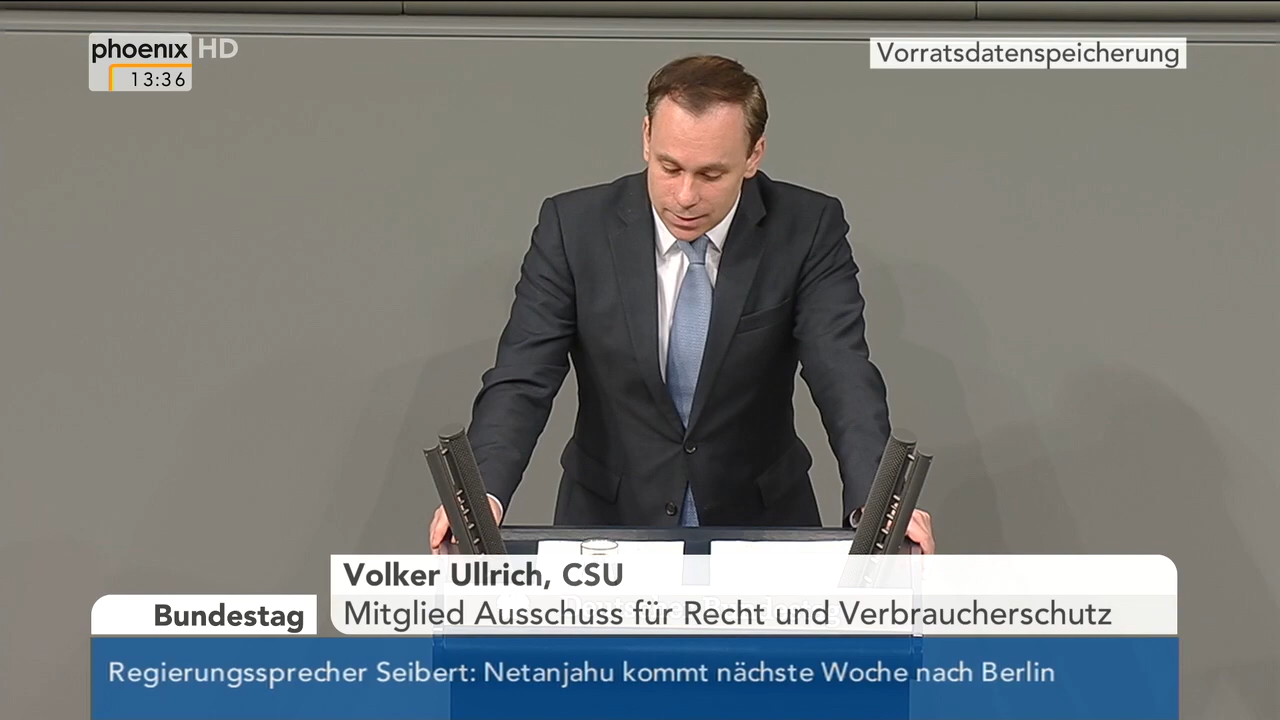 phoenix HD
13:36
Vorratsdatenspeicherung
Volker Ullrich, CSU
Bundestag
Mitglied Ausschuss für Recht und Verbraucherschutz
Regierungssprecher Seibert: Netanjahu kommt nächste Woche nach Berlin